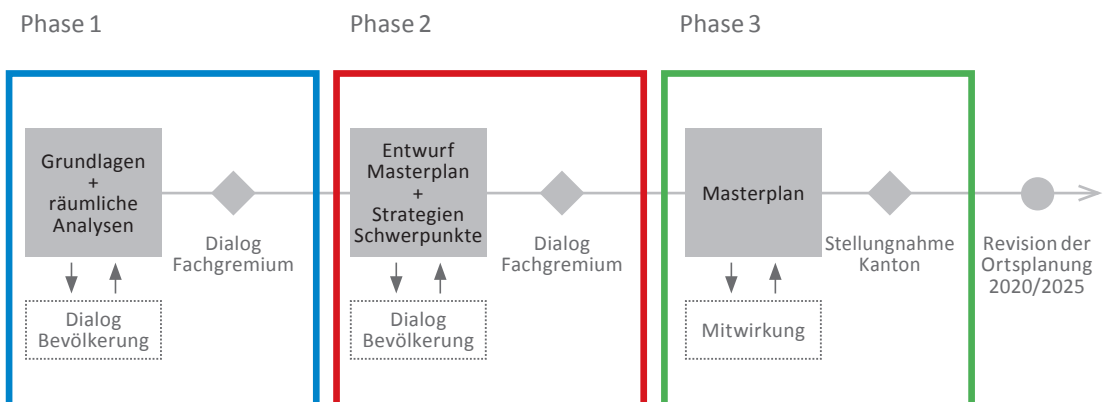 Phase 1
Phase 2
Phase 3
Grundlagen
+
räumliche
Analysen
Dialog
Fachgremium
Dialog
Bevölkerung
Entwurf
Masterplan
+
Strategien
Schwerpunkte
Dialog
Fachgremium
Dialog
Bevölkerung
Masterplan
Stellungnahme
Kanton
Mitwirkung
Revision der
Ortsplanung
2020/2025